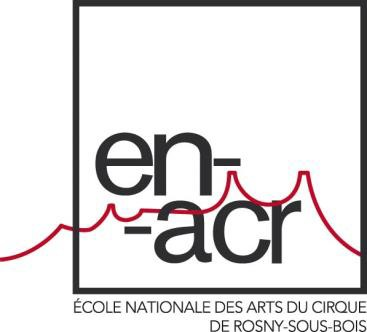 en-
-acr
ÉCOLE NATIONALE DES ARTS DU CIRQUE
DE ROSNY-SOUS-BOIS